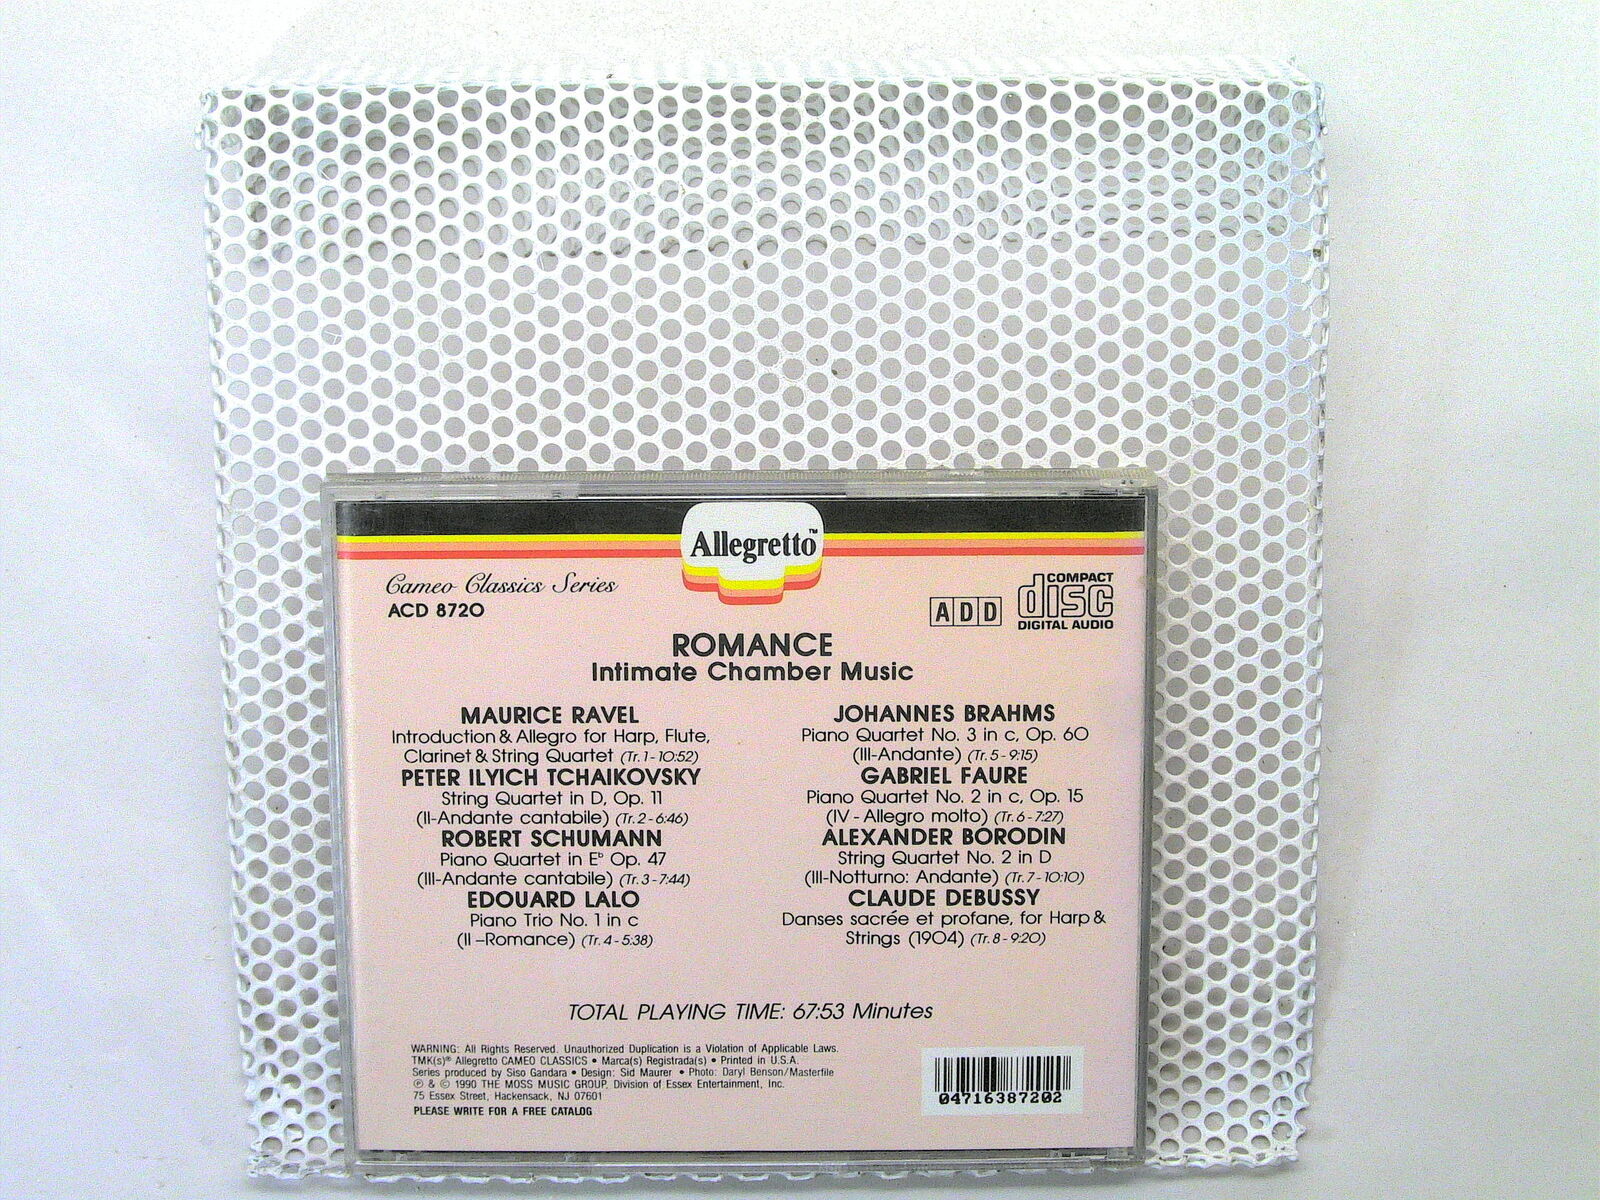 Allegretto™
Cameo Classics Series
ACD 8720
ADD
COMPACT
disc
DIGITAL AUDIO
ROMANCE
Intimate Chamber Music
MAURICE RAVEL
Introduction & Allegro for Harp, Flute,
Clarinet & String Quartet (Tr. 1 - 10:52)
PETER ILYICH TCHAIKOVSKY
String Quartet in D, Op. 11
(II-Andante cantabile) (Tr. 2 - 6:46)
ROBERT SCHUMANN
Piano Quartet in E♭ Op. 47
(III-Andante cantabile) (Tr. 3 - 7:44)
EDOUARD LALO
Piano Trio No. 1 in c
(II –Romance) (Tr. 4 - 5:38)
JOHANNES BRAHMS
Piano Quartet No. 3 in c, Op. 60
(III-Andante) (Tr. 5 - 9:15)
GABRIEL FAURE
Piano Quartet No. 2 in c, Op. 15
(IV - Allegro molto) (Tr. 6 - 7:27)
ALEXANDER BORODIN
String Quartet No. 2 in D
(III-Notturno: Andante) (Tr. 7 - 10:10)
CLAUDE DEBUSSY
Danses sacrée et profane, for Harp &
Strings (1904) (Tr. 8 - 9:20)
TOTAL PLAYING TIME: 67:53 Minutes
WARNING: All Rights Reserved. Unauthorized Duplication is a Violation of Applicable Laws.
TMK(s)® Allegretto CAMEO CLASSICS • Marca(s) Registrada(s) • Printed in U.S.A.
Series produced by Siso Gandara • Design: Sid Maurer • Photo: Daryl Benson/Masterfile
℗ & © 1990 THE MOSS MUSIC GROUP, Division of Essex Entertainment, Inc.
75 Essex Street, Hackensack, NJ 07601
PLEASE WRITE FOR A FREE CATALOG
04716387202